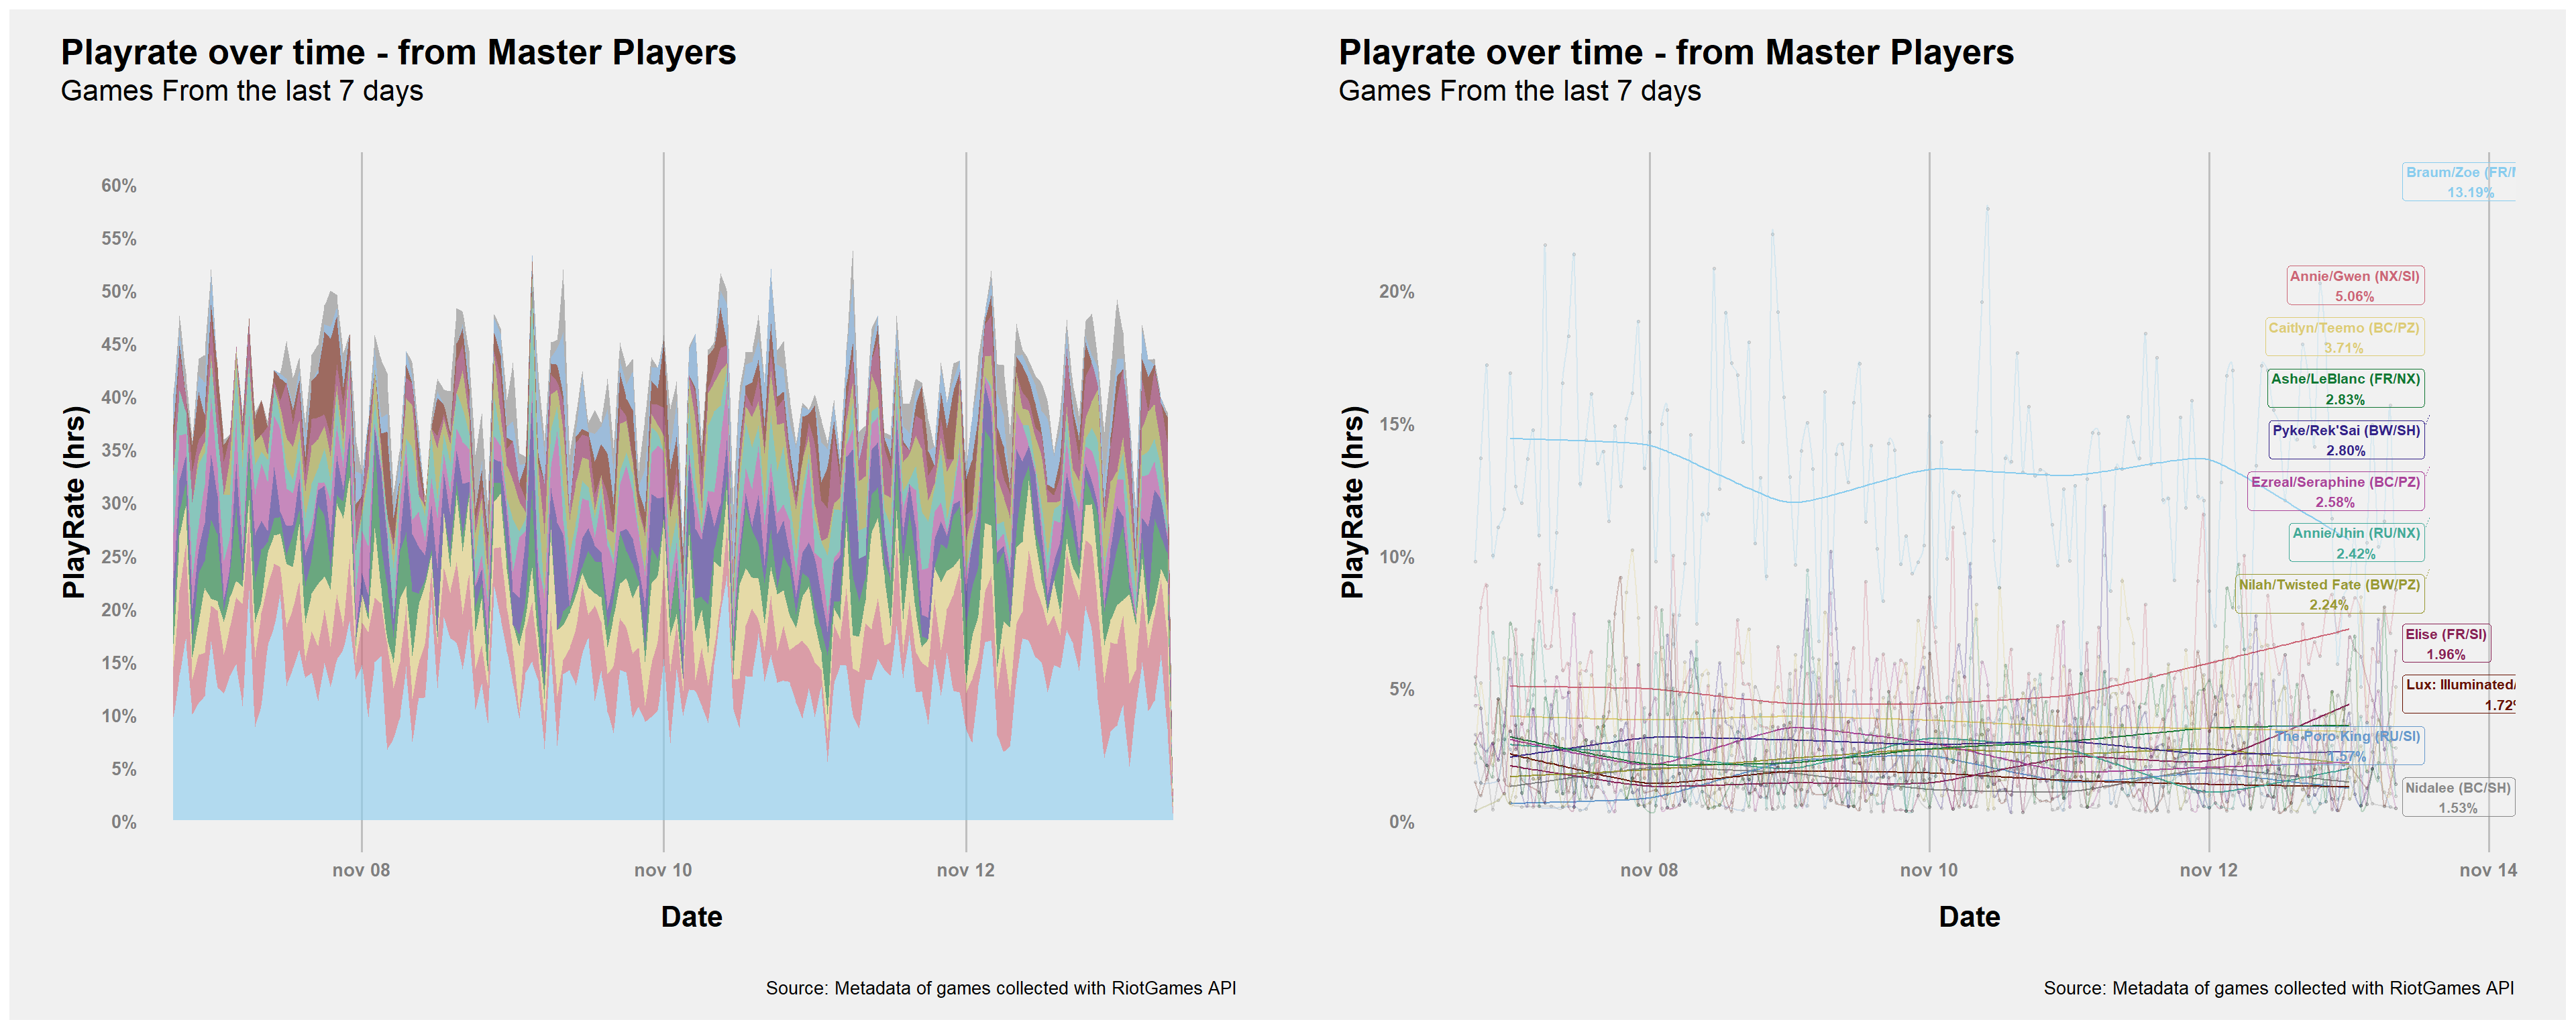 Playrate over time - from Master Players
Games From the last 7 days
PlayRate (hrs)
60%
55%
50%
45%
40%
35%
30%
25%
20%
15%
10%
5%
0%
nov 08
nov 10
nov 12
Date
Source: Metadata of games collected with RiotGames API
Playrate over time - from Master Players
Games From the last 7 days
PlayRate (hrs)
20%
15%
10%
5%
0%
Braum/Zoe (FR/
13.19%
Annie/Gwen (NX/SI)
5.06%
Caitlyn/Teemo (BC/PZ)
3.71%
Ashe/LeBlanc (FR/NX)
2.83%
Pyke/Rek'Sai (BW/SH)
2.80%
Ezreal/Seraphine (BC/PZ)
2.58%
Annie/Jhin (RU/NX)
2.42%
Nilah/Twisted Fate (BW/PZ)
2.24%
Elise (FR/SI)
1.96%
Lux: Illuminated/
1.72
The Poro King (RU/SI)
1.57%
Nidalee (BC/SH)
1.53%
nov 08
nov 10
nov 12
nov 14
Date
Source: Metadata of games collected with RiotGames API